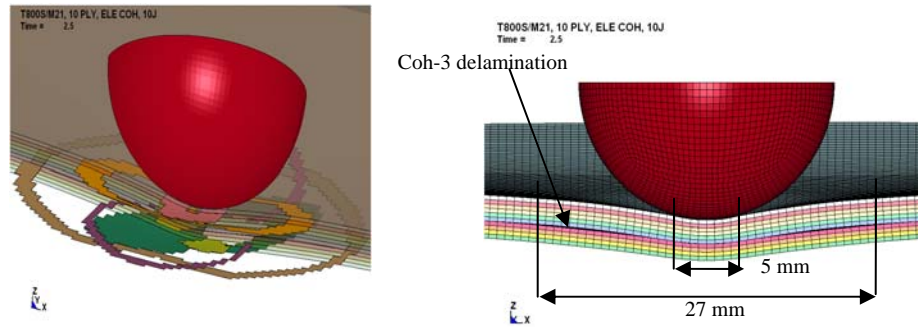 T800S/M21, 10 PLY, ELE COH, 10J
Time = 2.5
Z
Y
X
T800S/M21, 10 PLY, ELE COH, 10J
Time = 2.5
Coh-3 delamination
5 mm
27 mm
Z
X